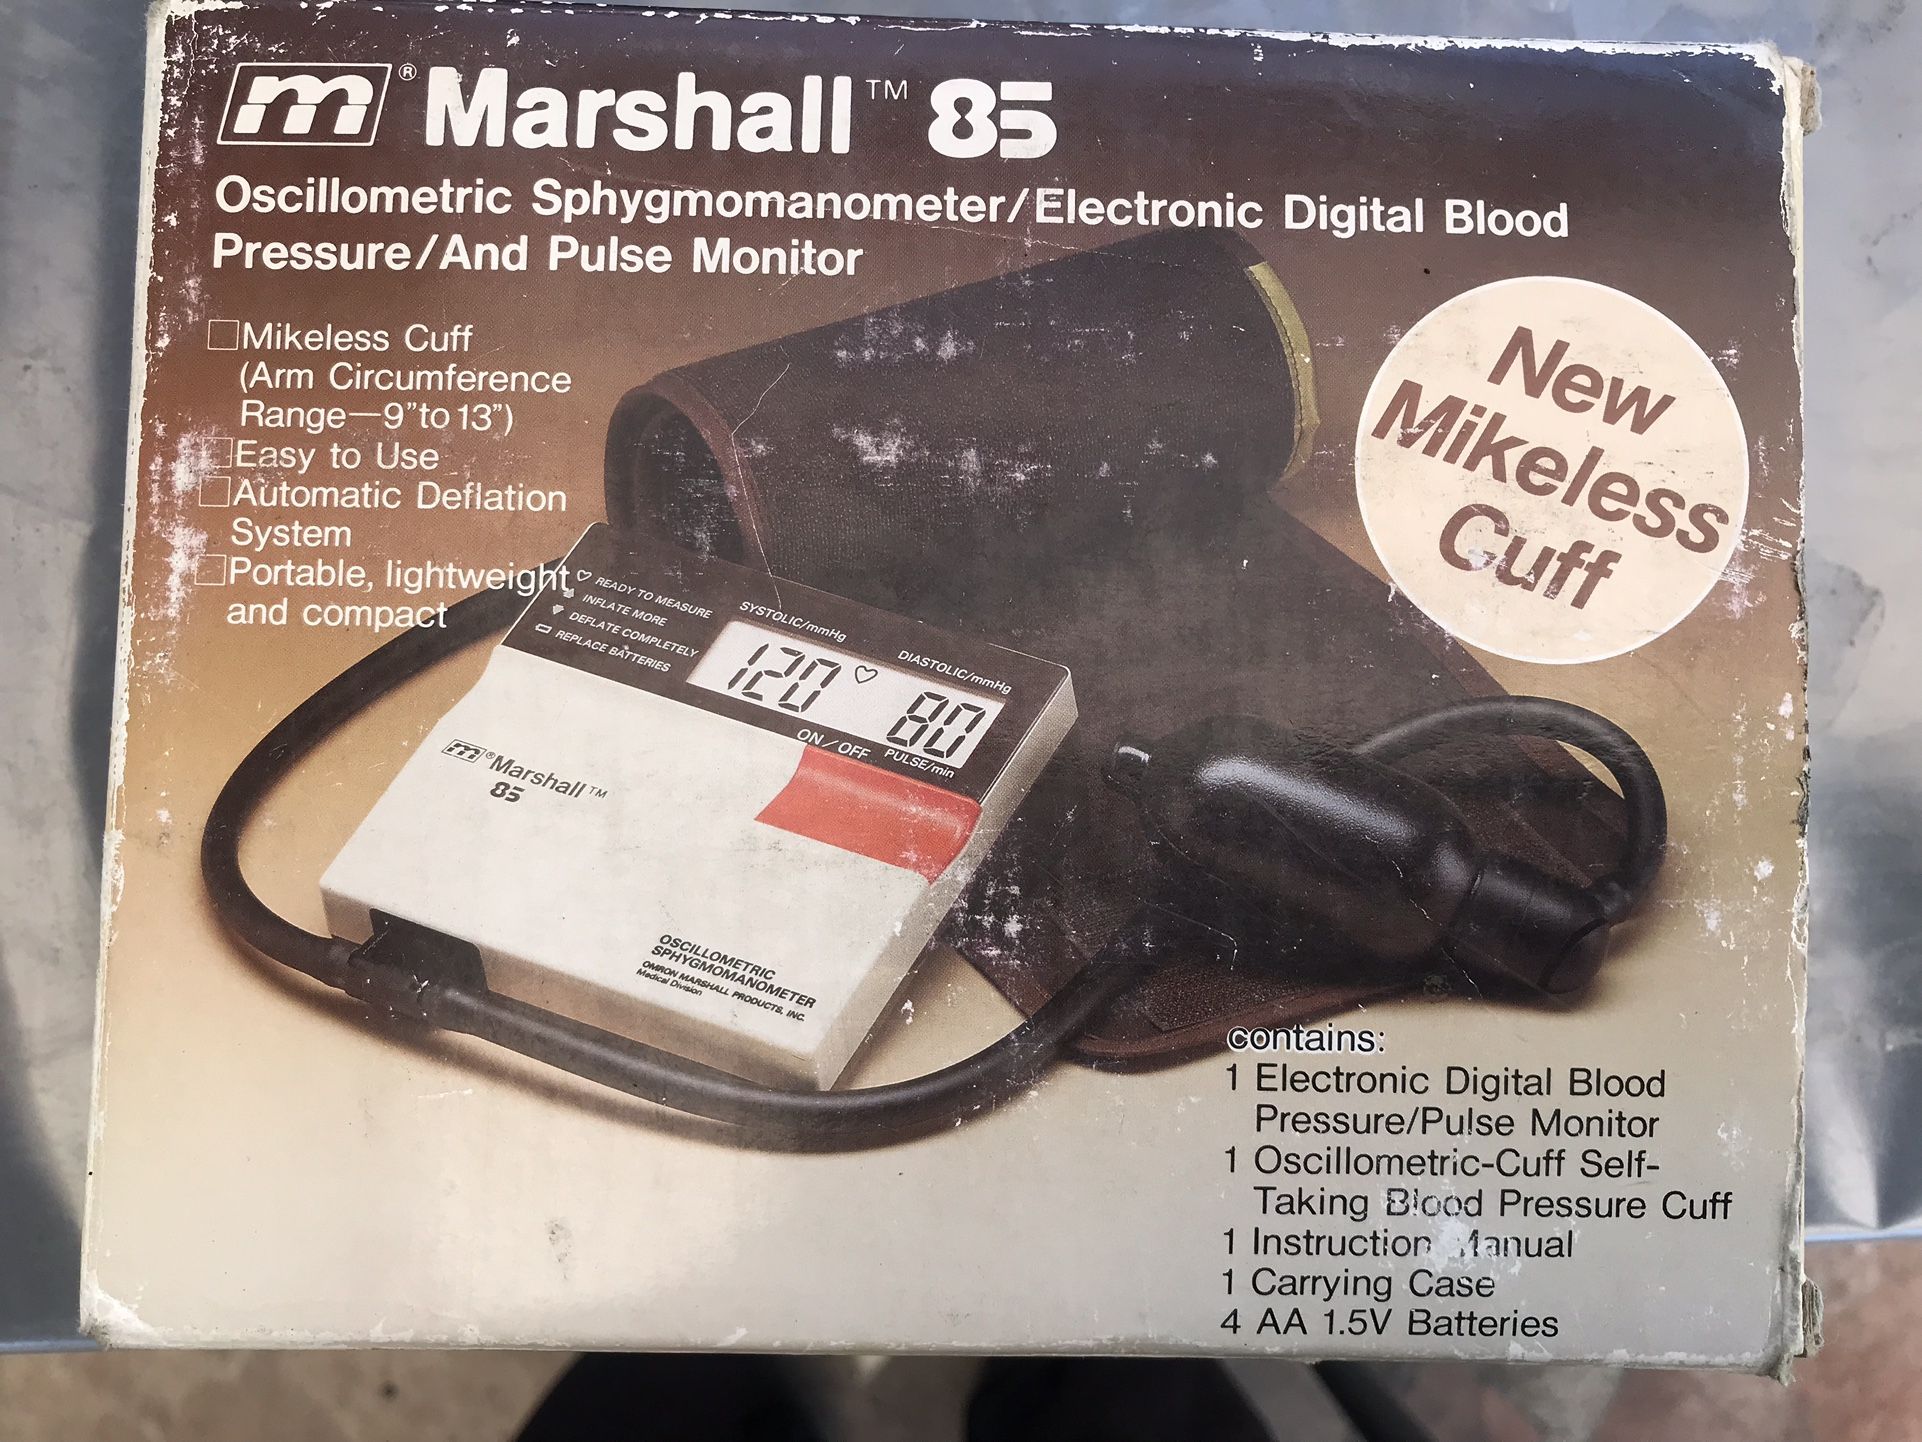 m® Marshall™ 85
Oscillometric Sphygmomanometer/Electronic Digital Blood
Pressure/And Pulse Monitor
□Mikeless Cuff
(Arm Circumference
Range—9”to 13”)
□Easy to Use
□Automatic Deflation
System
□Portable, lightweight
and compact
New
Mikeless
Cuff
♡ READY TO MEASURE
INFLATE MORE
DEFLATE COMPLETELY
REPLACE BATTERIES
SYSTOLIC/mmHg
DIASTOLIC/mmHg
120 ♡ 80
ON/OFF
PULSE/min
m® Marshall™
85
OSCILLOMETRIC
SPHYGMOMANOMETER
OMRON MARSHALL PRODUCTS, INC.
Medical Division
contains:
1 Electronic Digital Blood
Pressure/Pulse Monitor
1 Oscillometric-Cuff Self-
Taking Blood Pressure Cuff
1 Instruction Manual
1 Carrying Case
4 AA 1.5V Batteries